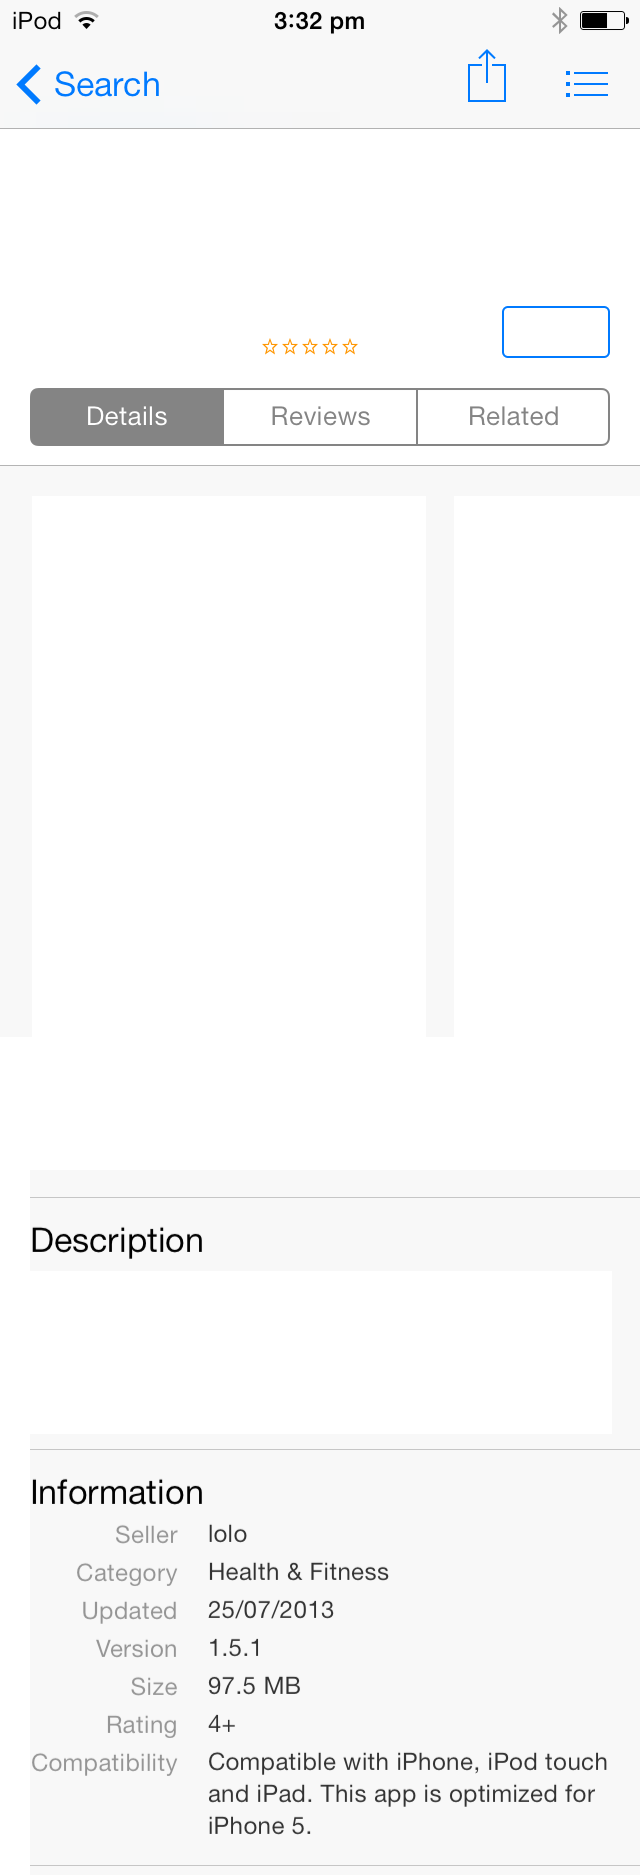 iPod 3:32 pm
Search
Details Reviews Related
Description
Information
Seller lolo
Category Health & Fitness
Updated 25/07/2013
Version 1.5.1
Size 97.5 MB
Rating 4+
Compatibility Compatible with iPhone, iPod touch
and iPad. This app is optimized for
iPhone 5.